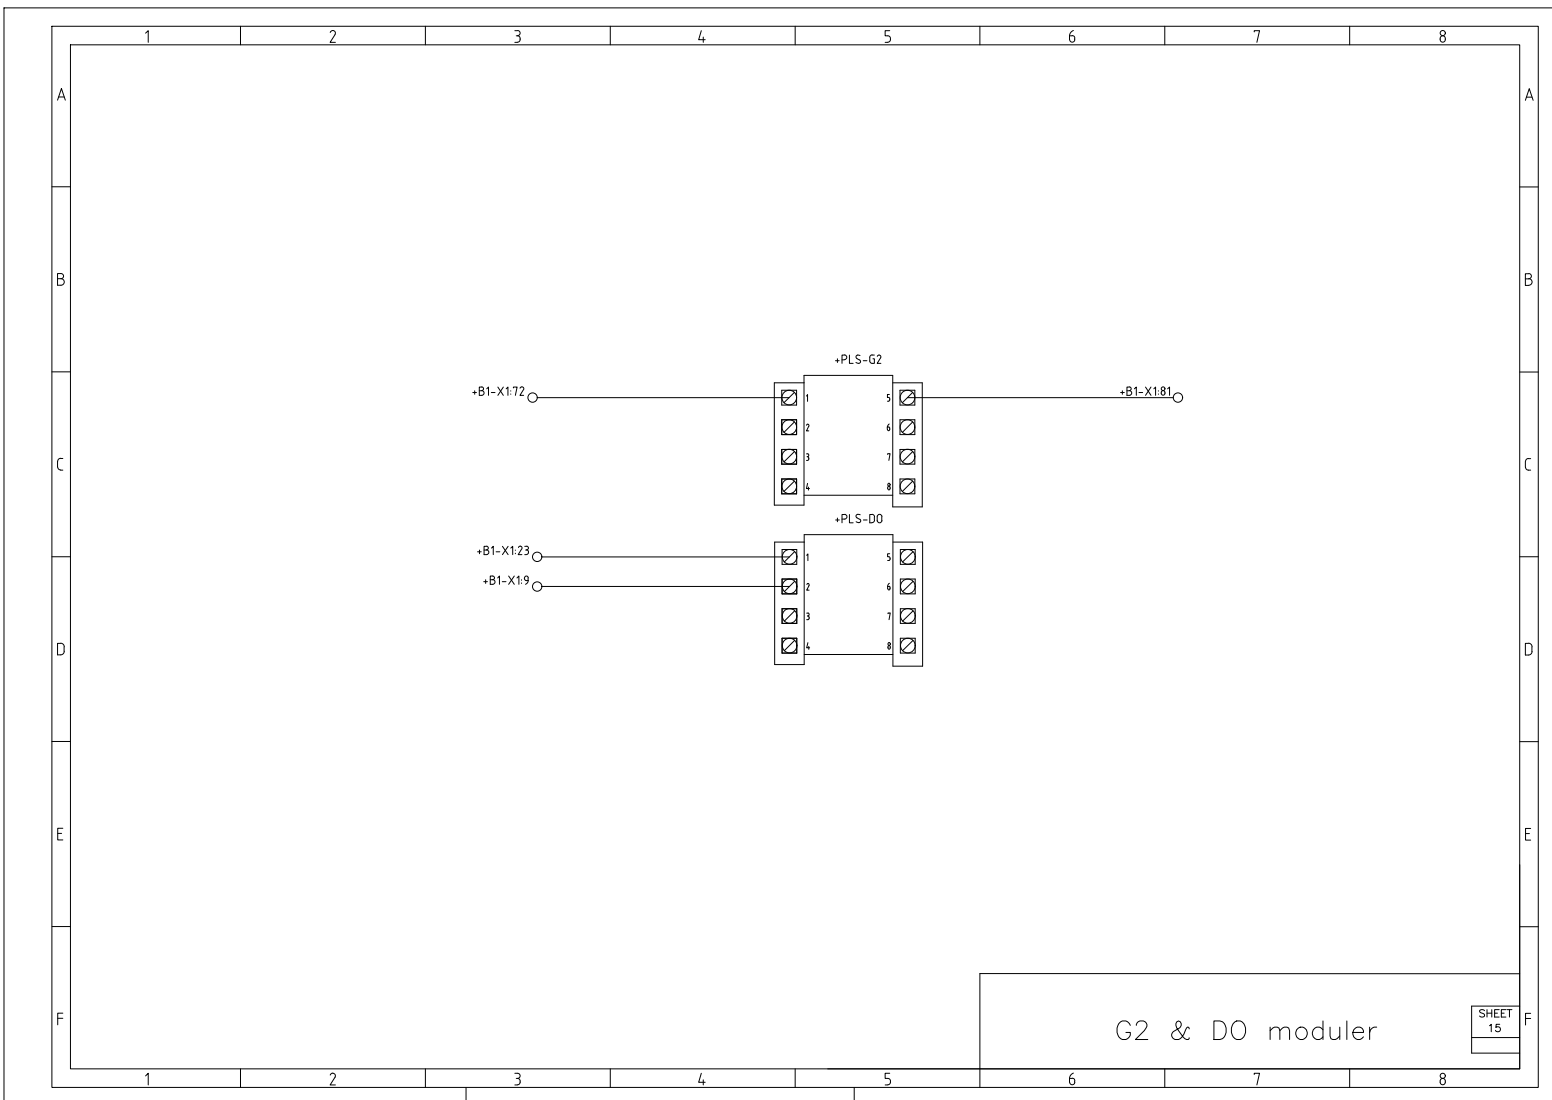 1 2 3 4 5 6 7 8
A A
B B
+PLS-G2
+B1-X1:72 1 5 +B1-X1:81
2 6
3 7
C C
4 8
+PLS-DO
+B1-X1:23 1 5
+B1-X1:9 2 6
3 7
D D
4 8
E E
SHEET
F F
15
G2 & DO moduler
1 2 3 4 5 6 7 8